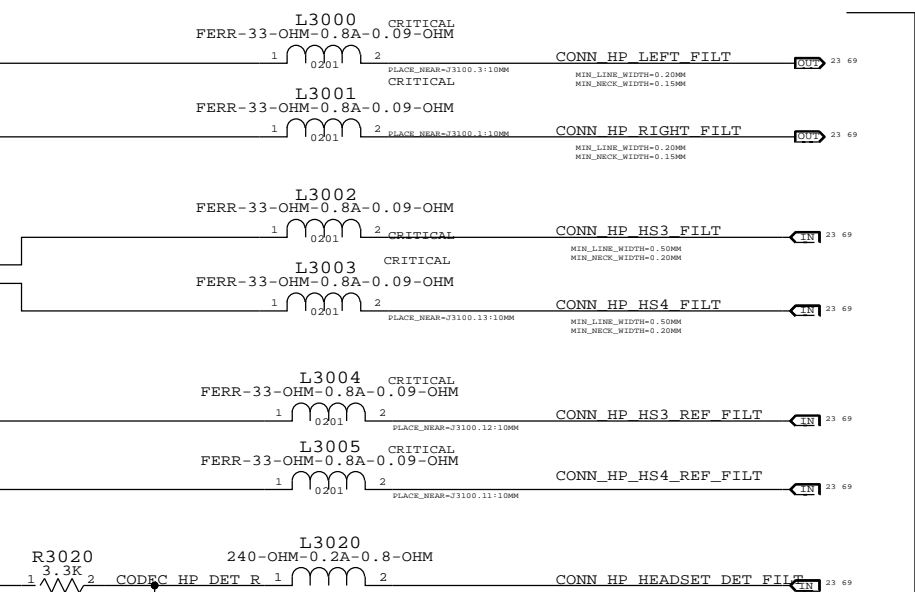 L3000 CRITICAL
FERR-33-OHM-0.8A-0.09-OHM
1 2 CONN_HP_LEFT_FILT
0201 OUT 23 69
PLACE_NEAR=J3100.3:10MM
MIN_LINE_WIDTH=0.20MM
MIN_NECK_WIDTH=0.15MM
CRITICAL
L3001
FERR-33-OHM-0.8A-0.09-OHM
1 2 PLACE_NEAR=J3100.1:10MM CONN_HP_RIGHT_FILT
0201 OUT 23 69
MIN_LINE_WIDTH=0.20MM
MIN_NECK_WIDTH=0.15MM
L3002
FERR-33-OHM-0.8A-0.09-OHM
1 2 CRITICAL CONN_HP_HS3_FILT
0201 IN 23 69
MIN_LINE_WIDTH=0.50MM
MIN_NECK_WIDTH=0.20MM
CRITICAL
L3003
FERR-33-OHM-0.8A-0.09-OHM
1 2 CONN_HP_HS4_FILT
0201 IN 23 69
PLACE_NEAR=J3100.13:10MM
MIN_LINE_WIDTH=0.50MM
MIN_NECK_WIDTH=0.20MM
L3004 CRITICAL
FERR-33-OHM-0.8A-0.09-OHM
1 2 CONN_HP_HS3_REF_FILT
0201 IN 23 69
PLACE_NEAR=J3100.12:10MM
L3005 CRITICAL
FERR-33-OHM-0.8A-0.09-OHM
1 2 CONN_HP_HS4_REF_FILT
0201 IN 23 69
PLACE_NEAR=J3100.11:10MM
L3020
R3020 240-OHM-0.2A-0.8-OHM
3.3K
1 2 CODEC_HP_DET_R 1 2 CONN_HP_HEADSET_DET_FILT
IN 23 69